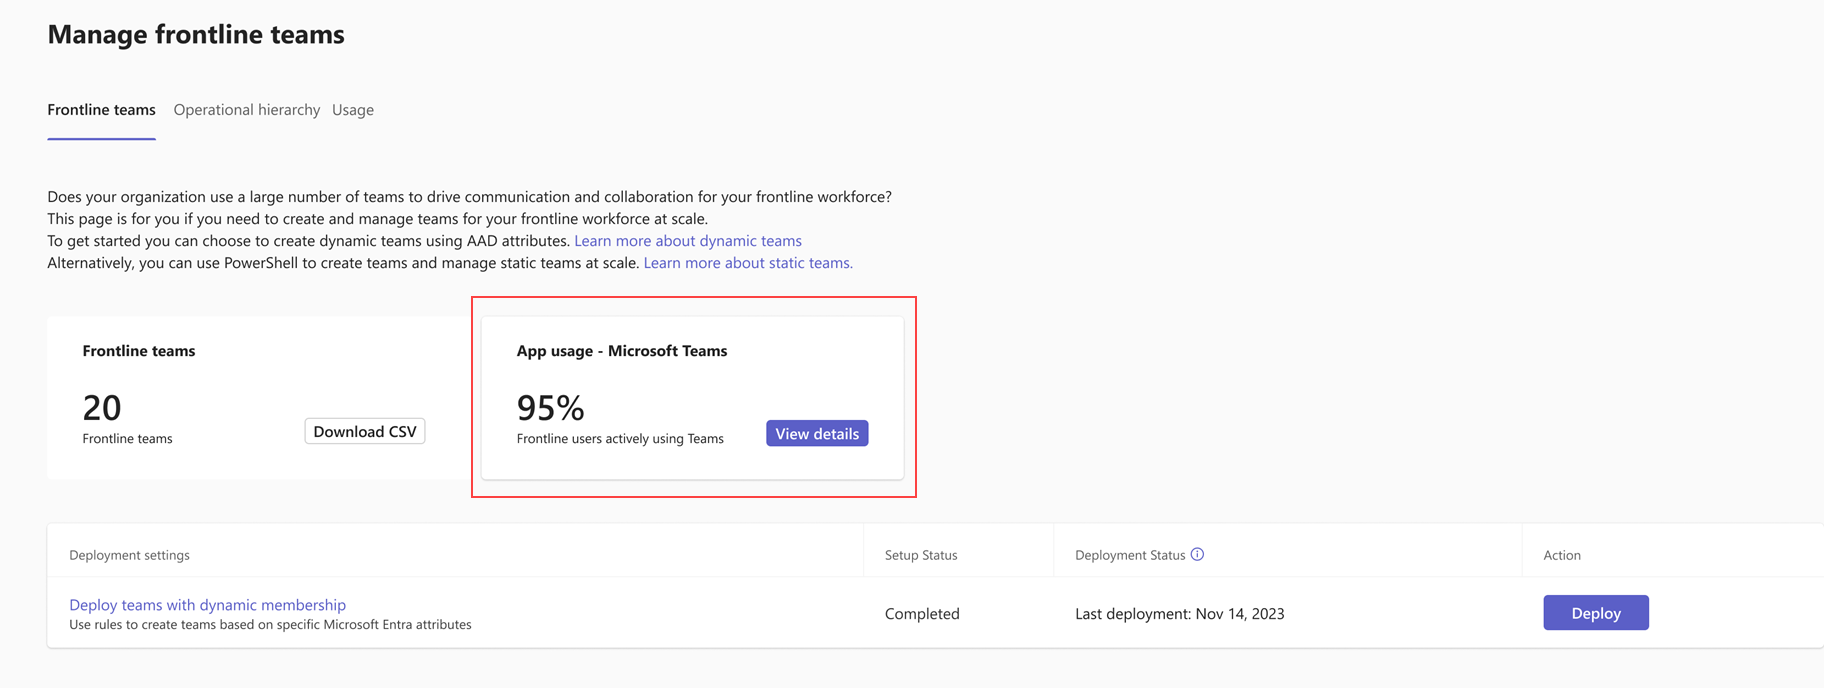 Manage frontline teams
Frontline teams Operational hierarchy Usage
Does your organization use a large number of teams to drive communication and collaboration for your frontline workforce?
This page is for you if you need to create and manage teams for your frontline workforce at scale.
To get started you can choose to create dynamic teams using AAD attributes. Learn more about dynamic teams
Alternatively, you can use PowerShell to create teams and manage static teams at scale. Learn more about static teams.
Frontline teams
20
Frontline teams
Download CSV
App usage - Microsoft Teams
95%
Frontline users actively using Teams
View details
Deployment settings Setup Status Deployment Status Action
Deploy teams with dynamic membership
Use rules to create teams based on specific Microsoft Entra attributes
Completed
Last deployment: Nov 14, 2023
Deploy